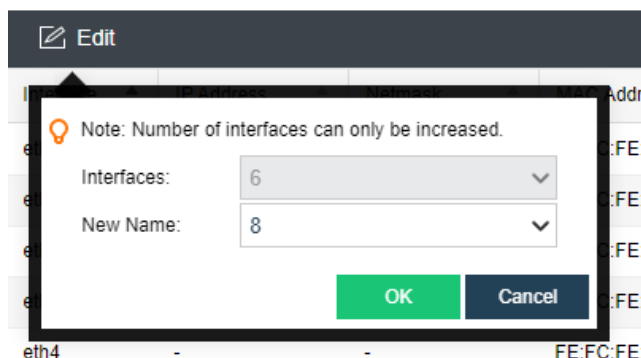 Edit
Note: Number of interfaces can only be increased.
Interfaces: 6
New Name: 8
OK Cancel
eth4 - - FE:FC:FE